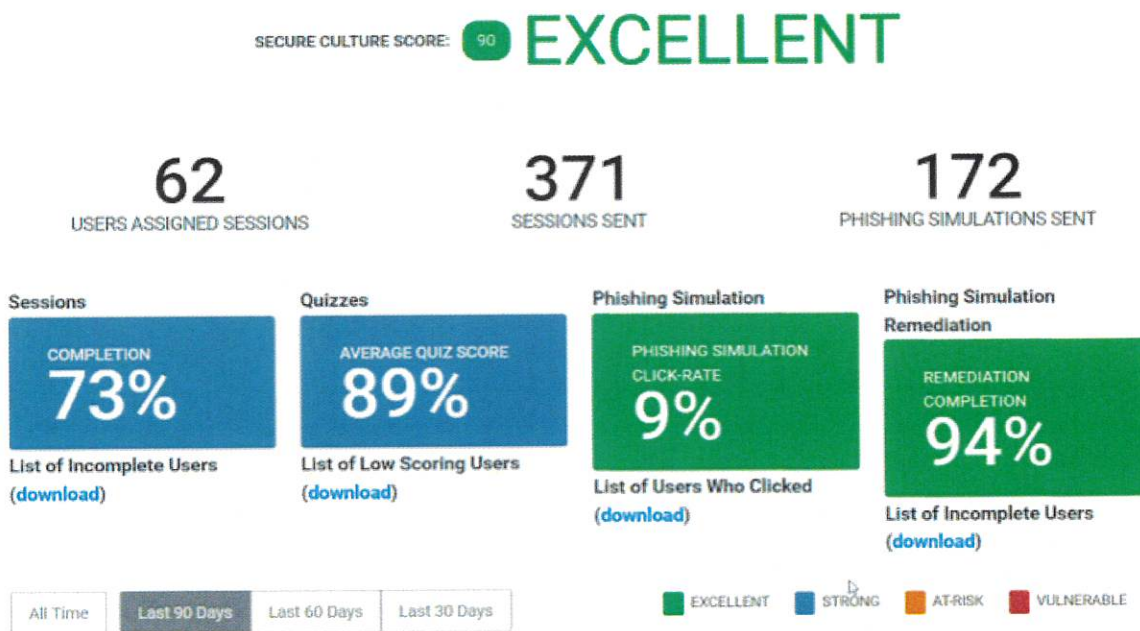 SECURE CULTURE SCORE: 90 EXCELLENT
62
USERS ASSIGNED SESSIONS
371
SESSIONS SENT
172
PHISHING SIMULATIONS SENT
Sessions
COMPLETION
73%
List of Incomplete Users
(download)
Quizzes
AVERAGE QUIZ SCORE
89%
List of Low Scoring Users
(download)
Phishing Simulation
PHISHING SIMULATION
CLICK-RATE
9%
List of Users Who Clicked
(download)
Phishing Simulation
Remediation
REMEDIATION
COMPLETION
94%
List of Incomplete Users
(download)
All Time
Last 90 Days
Last 60 Days
Last 30 Days
EXCELLENT
STRONG
AT-RISK
VULNERABLE